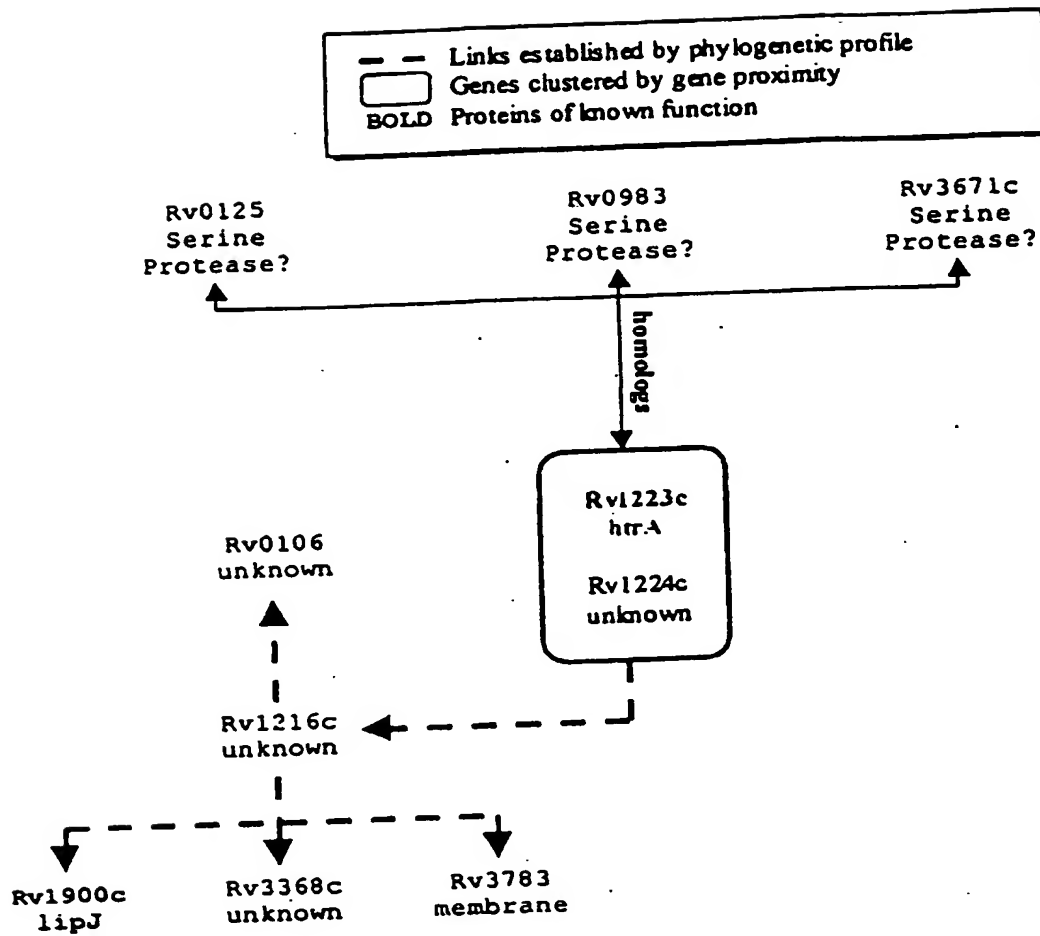 Links established by phylogenetic profile
Genes clustered by gene proximity
BOLD Proteins of known function
Rv0125
Serine
Protease?
Rv0983
Serine
Protease?
Rv3671c
Serine
Protease?
homologs
Rv1223c
htrA
Rv1224c
unknown
Rv0106
unknown
Rv1216c
unknown
Rv1900c
lipJ
Rv3368c
unknown
Rv3783
membrane